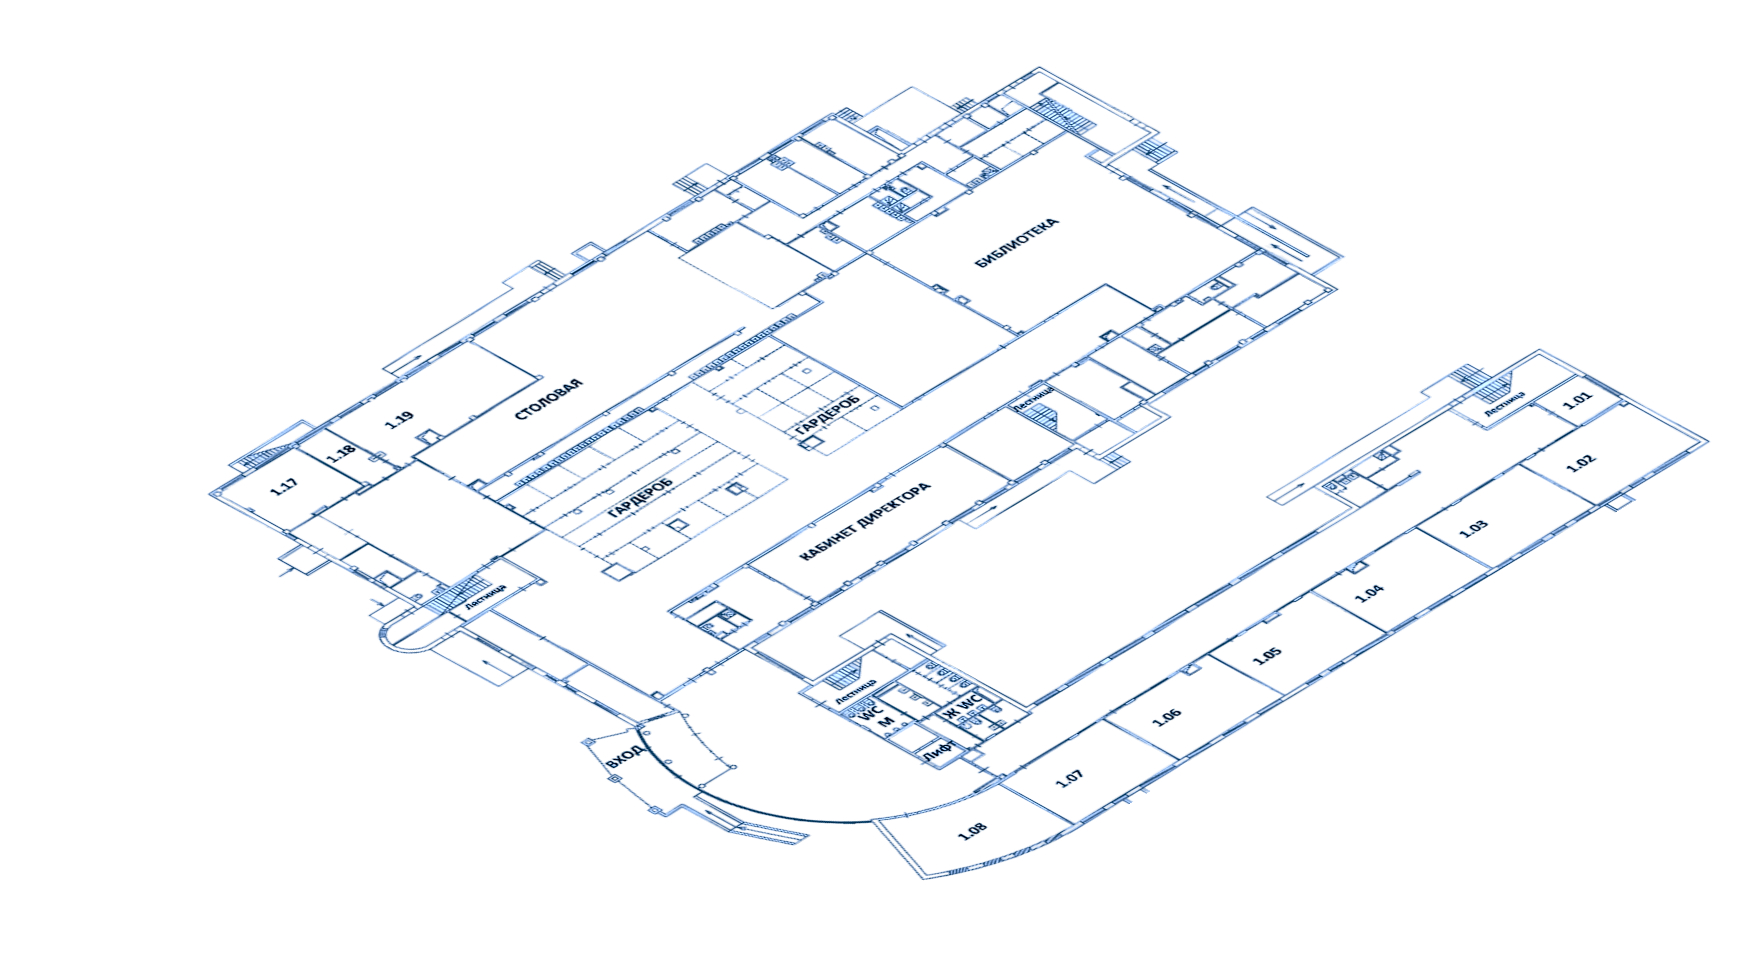 БИБЛИОТЕКА
СТОЛОВАЯ
1.19
1.18
1.17
ГАРДЕРОБ
ГАРДЕРОБ
Лестница
КАБИНЕТ ДИРЕКТОРА
Лестница
Лестница
1.01
1.02
1.03
1.04
1.05
1.06
1.07
1.08
Лестница
WC
М
Ж WC
Лифт
ВХОД